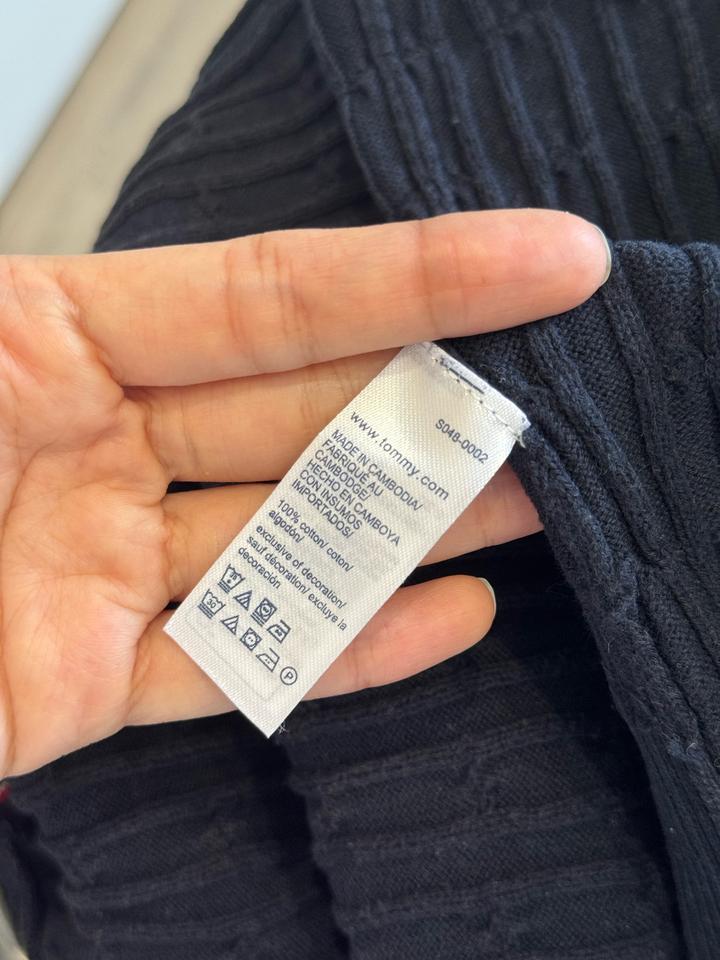 S048-0002
www.tommy.com
MADE IN CAMBODIA/
FABRIQUÉ AU
CAMBODGE/
HECHO EN CAMBOYA
CON INSUMOS
IMPORTADOS/
100% cotton/ coton/
algodón/
exclusive of decoration/
sauf décoration/ excluye la
decoración
30
P